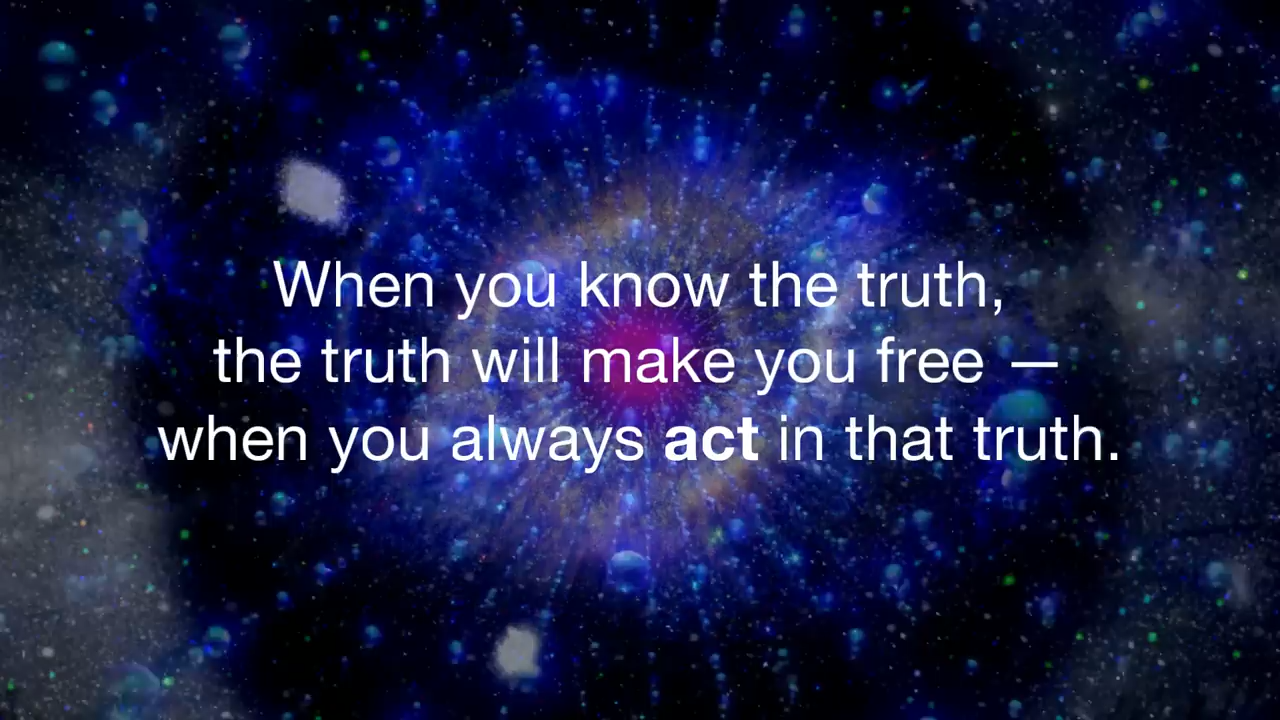 When you know the truth,
the truth will make you free —
when you always act in that truth.